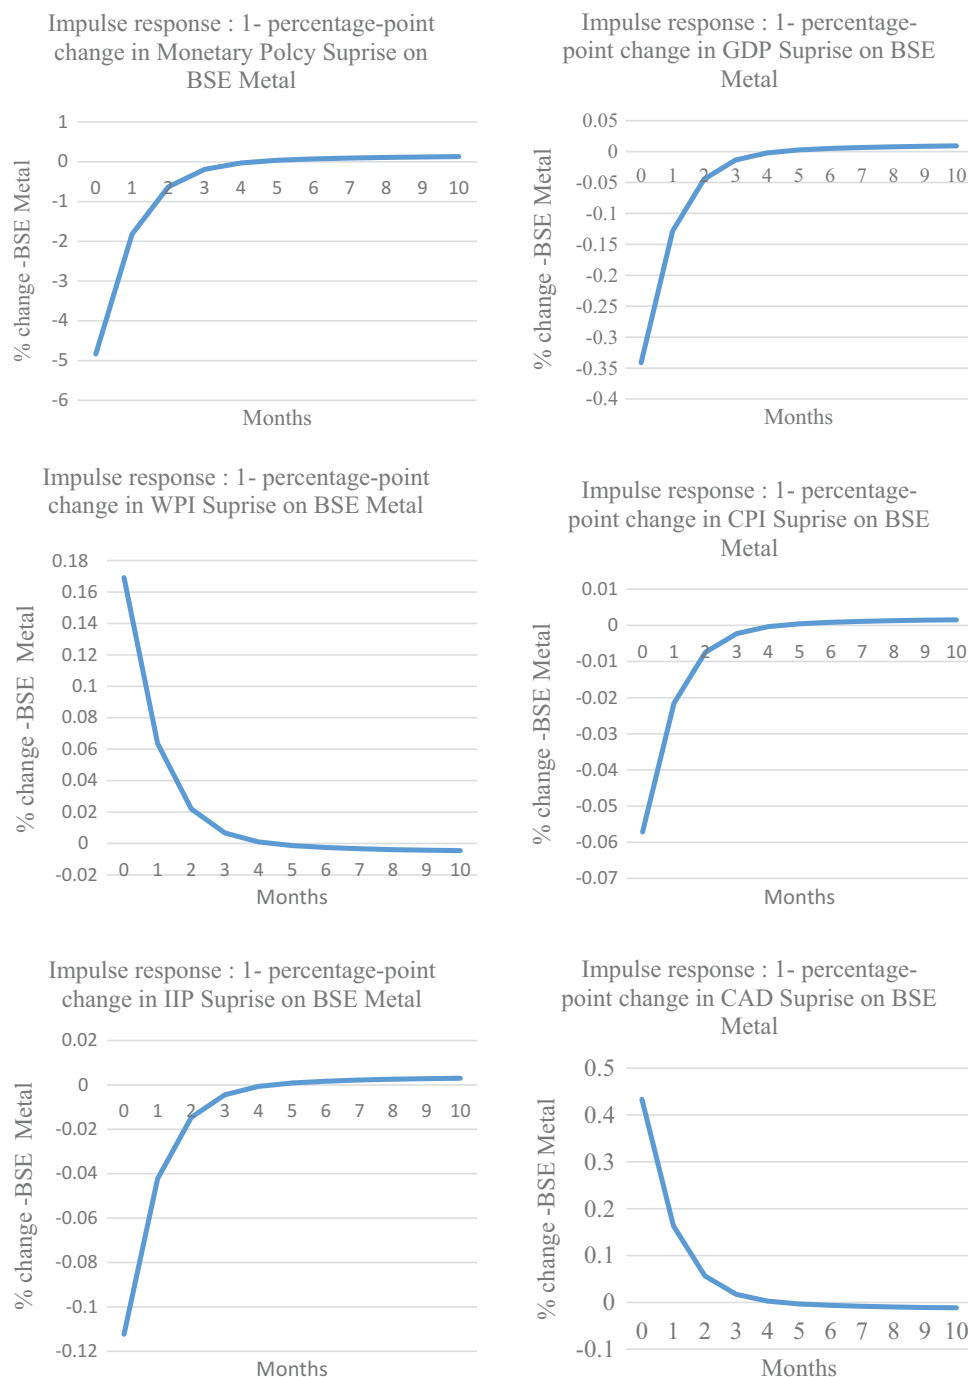 Impulse response : 1- percentage-point
change in Monetary Polcy Suprise on
BSE Metal
1
0
-1
-2
-3
-4
-5
-6
0 1 2 3 4 5 6 7 8 9 10
% change -BSE Metal
Months
Impulse response : 1- percentage-
point change in GDP Suprise on BSE
Metal
0.05
0
-0.05
-0.1
-0.15
-0.2
-0.25
-0.3
-0.35
-0.4
0 1 2 3 4 5 6 7 8 9 10
% change -BSE Metal
Months
Impulse response : 1- percentage-point
change in WPI Suprise on BSE Metal
0.18
0.16
0.14
0.12
0.1
0.08
0.06
0.04
0.02
0
-0.02
0 1 2 3 4 5 6 7 8 9 10
% change -BSE Metal
Months
Impulse response : 1- percentage-
point change in CPI Suprise on BSE
Metal
0.01
0
-0.01
-0.02
-0.03
-0.04
-0.05
-0.06
-0.07
0 1 2 3 4 5 6 7 8 9 10
% change -BSE Metal
Months
Impulse response : 1- percentage-point
change in IIP Suprise on BSE Metal
0.02
0
-0.02
-0.04
-0.06
-0.08
-0.1
-0.12
0 1 2 3 4 5 6 7 8 9 10
% change -BSE Metal
Months
Impulse response : 1- percentage-
point change in CAD Suprise on BSE
Metal
0.5
0.4
0.3
0.2
0.1
0
-0.1
0 1 2 3 4 5 6 7 8 9 10
% change -BSE Metal
Months